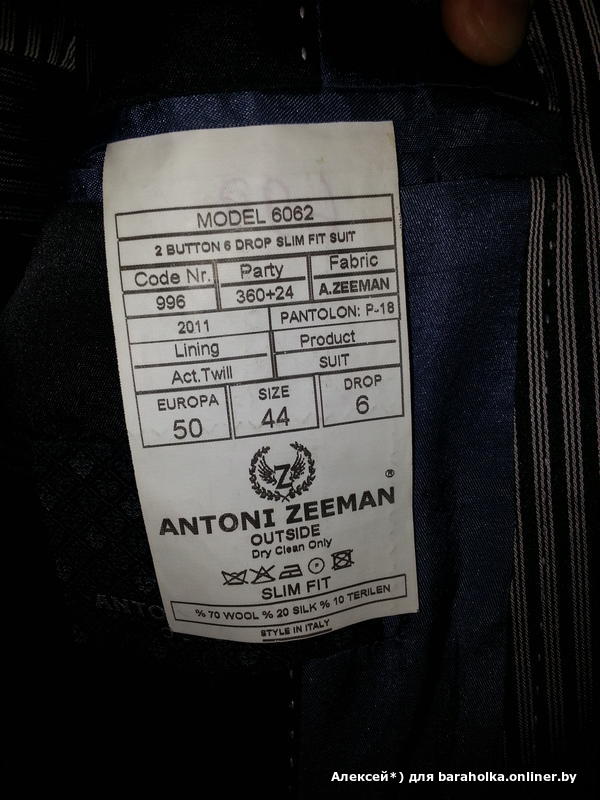 MODEL 6062
2 BUTTON 6 DROP SLIM FIT SUIT
Code Nr. Party Fabric
996 360+24 A.ZEEMAN
2011 PANTOLON: P-18
Lining Product
Act.Twill SUIT
EUROPA SIZE DROP
50 44 6
Z
ANTONI ZEEMAN ®
OUTSIDE
Dry Clean Only
SLIM FIT
% 70 WOOL % 20 SILK % 10 TERILEN
STYLE IN ITALY
Алексей*) для baraholka.onliner.by